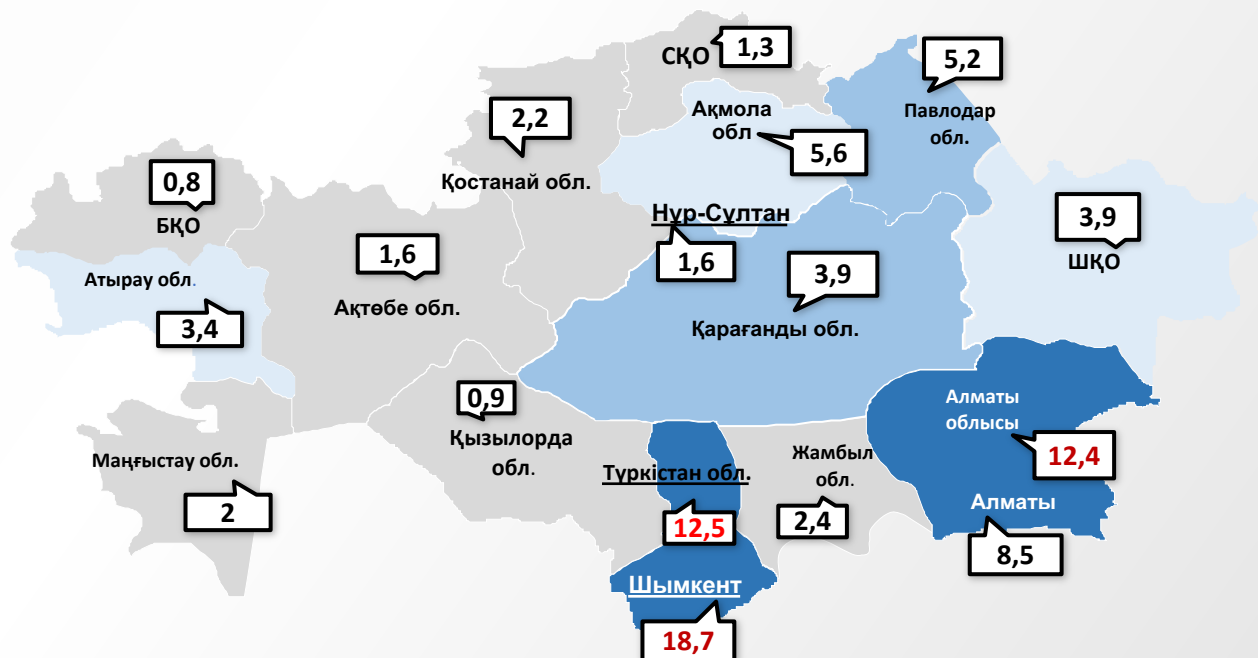 СҚО
1,3
5,2
Павлодар
обл.
Ақмола
обл
5,6
2,2
Қостанай обл.
0,8
БҚО
Нұр-Сұлтан
1,6
3,9
ШҚО
1,6
Ақтөбе обл.
3,9
Қарағанды обл.
Атырау обл.
3,4
0,9
Қызылорда
обл.
Алматы
облысы
12,4
Маңғыстау обл.
2
Түркістан обл.
12,5
Жамбыл
обл.
2,4
Алматы
8,5
Шымкент
18,7